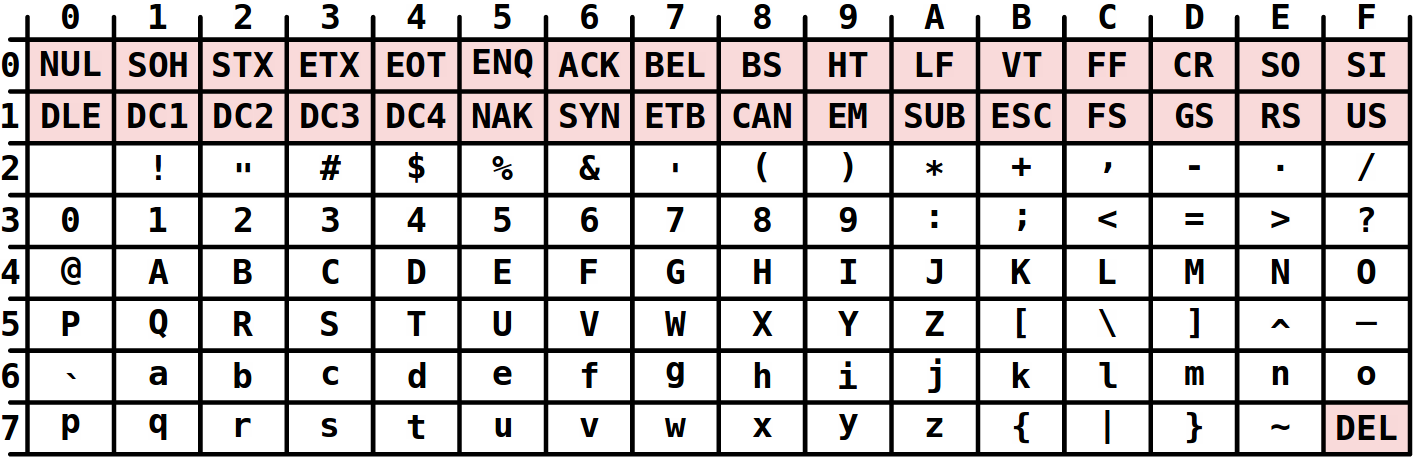 0 1 2 3 4 5 6 7 8 9 A B C D E F
0 NUL SOH STX ETX EOT ENQ ACK BEL BS HT LF VT FF CR SO SI
1 DLE DC1 DC2 DC3 DC4 NAK SYN ETB CAN EM SUB ESC FS GS RS US
2 ! " # $ % & ' ( ) * + , - . /
3 0 1 2 3 4 5 6 7 8 9 : ; < = > ?
4 @ A B C D E F G H I J K L M N O
5 P Q R S T U V W X Y Z [ \ ] ^ _
6 ` a b c d e f g h i j k l m n o
7 p q r s t u v w x y z { | } ~ DEL